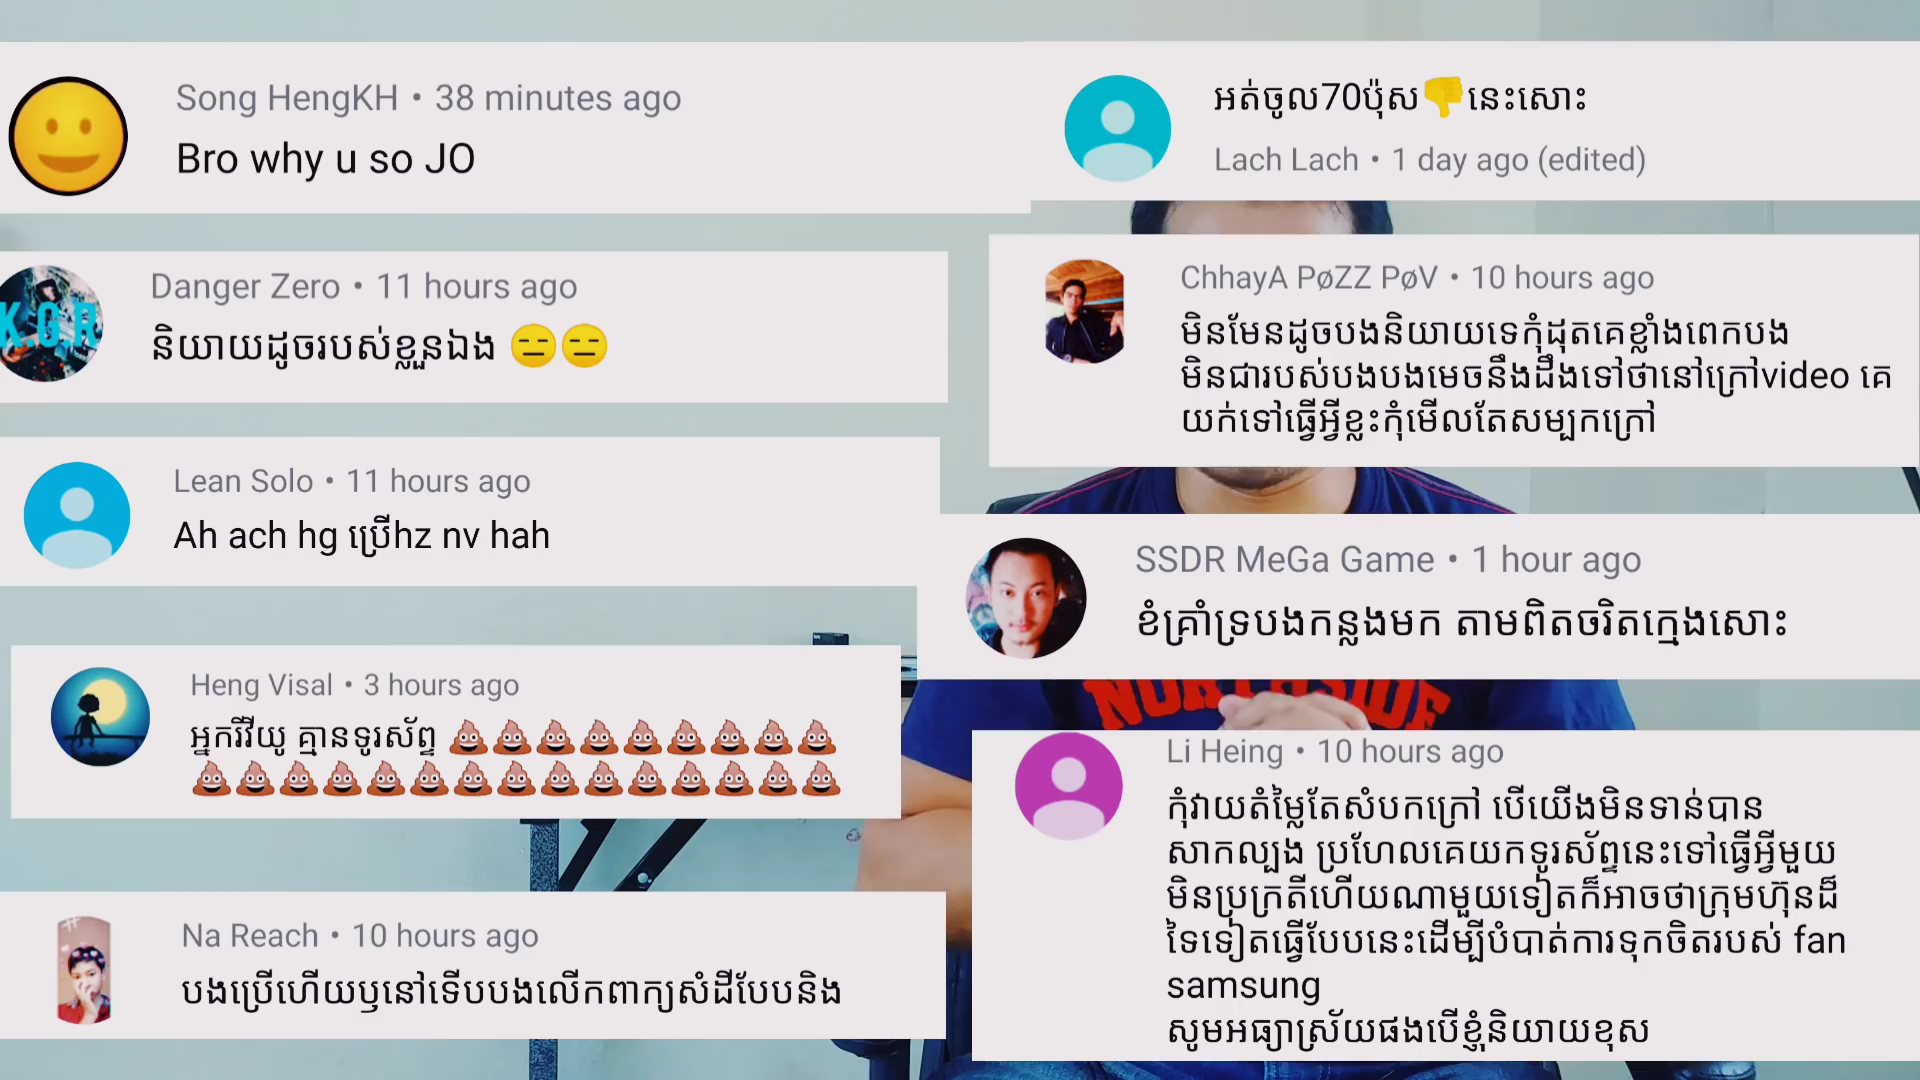 Song HengKH • 38 minutes ago
Bro why u so JO
Danger Zero • 11 hours ago
និយាយដូចរបស់ខ្លួនឯង 😑😑
Lean Solo • 11 hours ago
Ah ach hg ប្រើhz nv hah
Heng Visal • 3 hours ago
អ្នករីវីយូ គ្មានទូរស័ព្ទ 💩💩💩💩💩💩💩💩💩
💩💩💩💩💩💩💩💩💩💩💩💩💩💩💩
Na Reach • 10 hours ago
បងប្រើហើយឬនៅទើបបងលើកពាក្យសំដីបែបនិង
អត់ចូល70ប៉ុស👎នេះសោះ
Lach Lach • 1 day ago (edited)
ChhayA PøZZ PøV • 10 hours ago
មិនមែនដូចបងនិយាយទេកុំដុតគេខ្លាំងពេកបង
មិនជារបស់បងបងមេចនឹងដឹងទៅថានៅក្រៅvideo គេ
យក់ទៅធ្វើអ្វីខ្លះកុំមើលតែសម្បកក្រៅ
SSDR MeGa Game • 1 hour ago
ខំគ្រាំទ្របងកន្លងមក តាមពិតចរិតក្មេងសោះ
NORTHSIDE
Li Heing • 10 hours ago
កុំវាយតំម្លៃតែសំបកក្រៅ បើយើងមិនទាន់បាន
សាកល្បង ប្រហែលគេយកទូរស័ព្ទនេះទៅធ្វើអ្វីមួយ
មិនប្រក្រតីហើយណាមួយទៀតក៏អាចថាក្រុមហ៊ុនដ៏
ទៃទៀតធ្វើបែបនេះដើម្បីបំបាត់ការទុកចិតរបស់ fan
samsung
សូមអធ្យាស្រ័យផងបើខ្ញុំនិយាយខុស
K.G.R